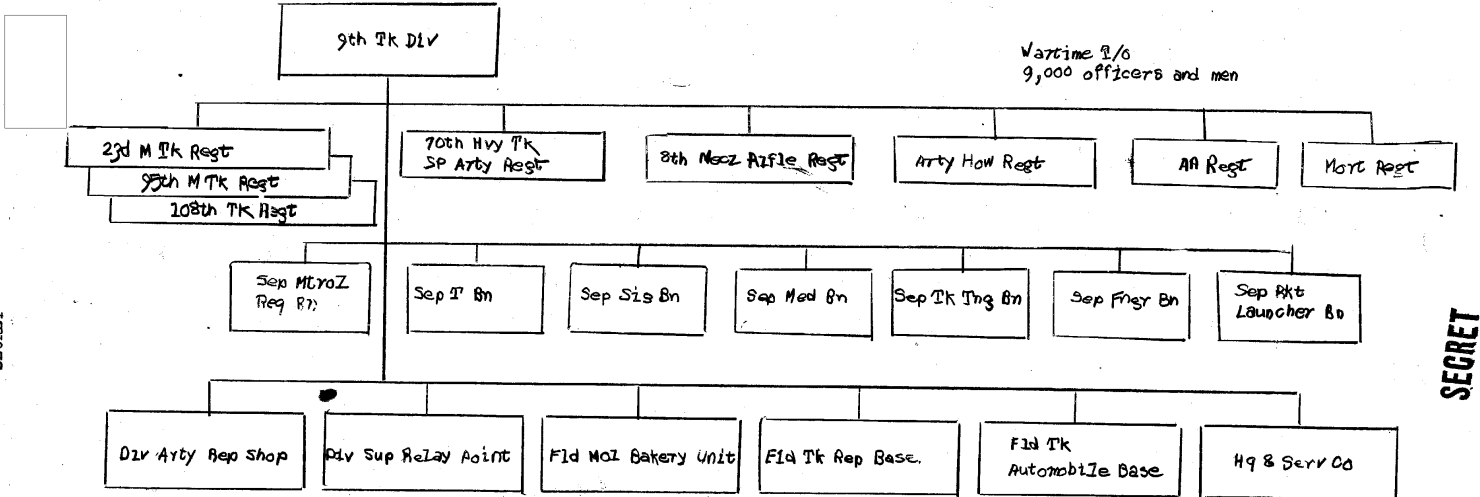 9th Tk Div
Wartime T/O
9,000 officers and men
23d M Tk Regt
95th M Tk Regt
108th Tk Regt
70th Hvy Tk
SP Arty Regt
8th Mecz Rifle Regt
Arty How Regt
AA Regt
Mort Regt
Sep Mtrcz
Bn
Sep T Bn
Sep Sig Bn
Sep Med Bn
Sep Tk Tng Bn
Sep Engr Bn
Sep Rkt
Launcher Bn
SECRET
Div Arty Rep Shop
Div Sup Relay Point
Fld Mbl Bakery Unit
Fld Tk Rep Base
Fld Tk
Automobile Base
Hq & Serv Co